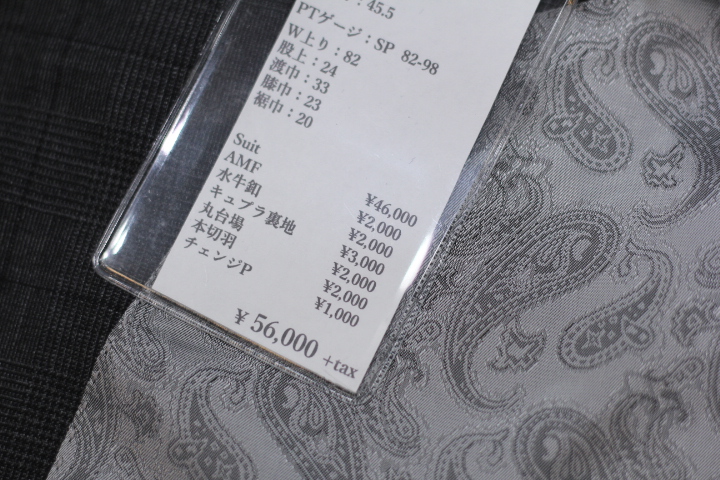 : 45.5
PTゲージ : SP 82-98
W上り : 82
股上 : 24
渡巾 : 33
膝巾 : 23
裾巾 : 20
Suit ¥46,000
AMF ¥2,000
水牛釦 ¥2,000
キュプラ裏地 ¥3,000
丸台場 ¥2,000
本切羽 ¥2,000
チェンジP ¥1,000
¥ 56,000 +tax